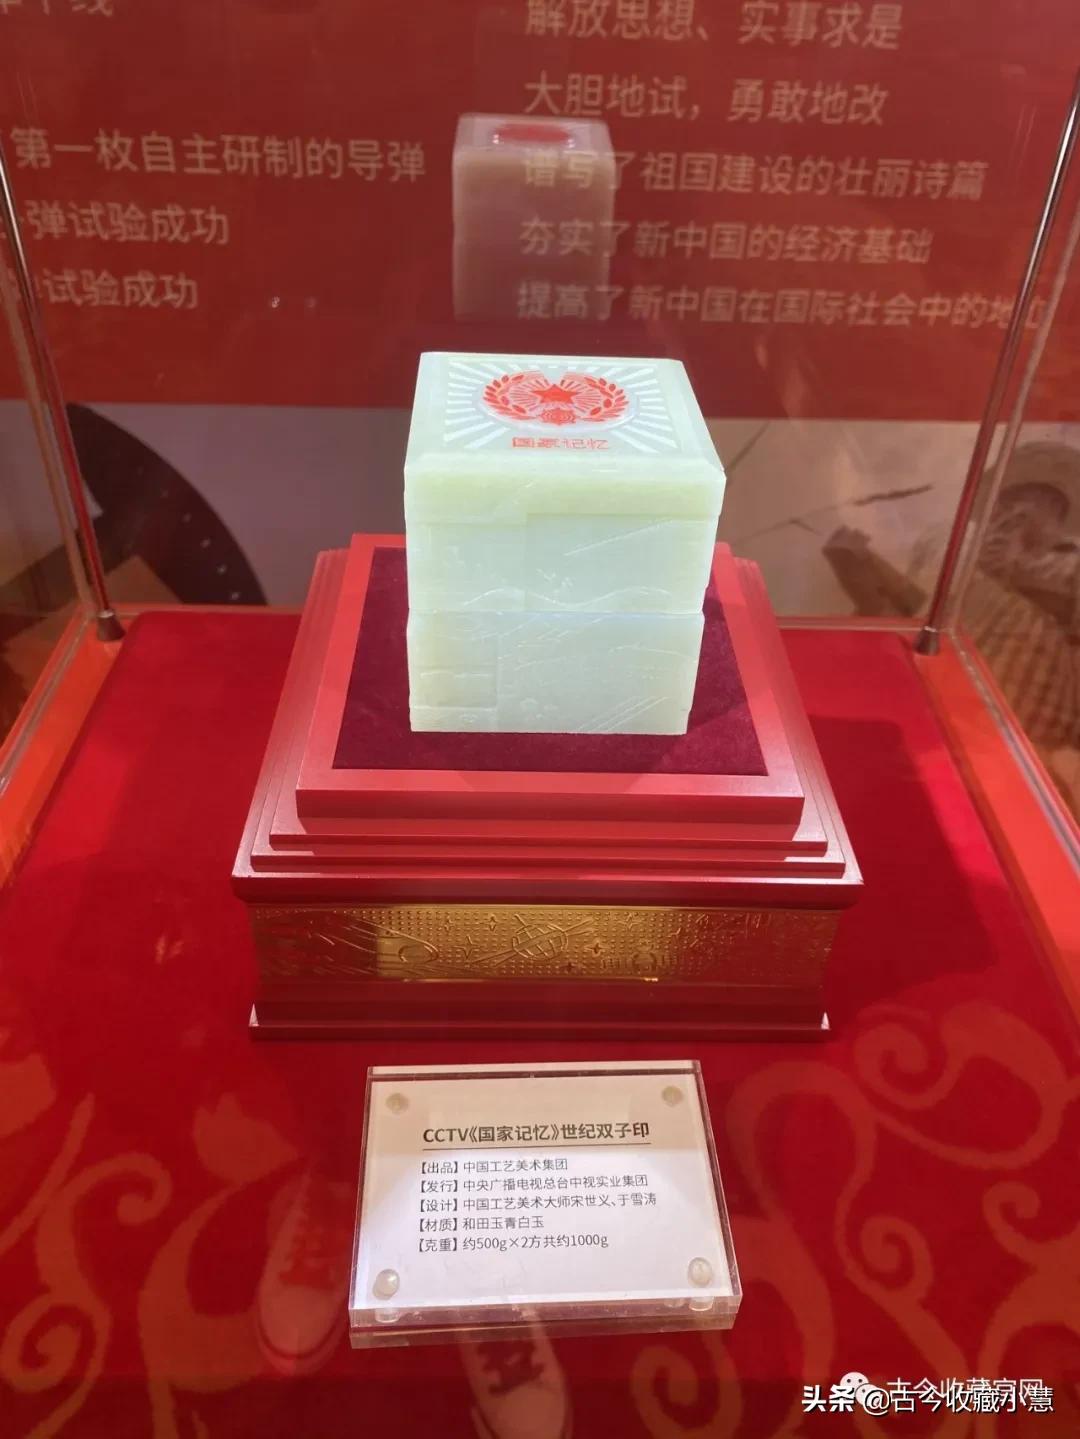 解放思想、实事求是
大胆地试，勇敢地改
谱写了祖国建设的壮丽诗篇
夯实了新中国的经济基础
提高了新中国在国际社会中的地位
第一枚自主研制的导弹
弹试验成功
试验成功
国家记忆
CCTV《国家记忆》世纪双子印
【出品】中国工艺美术集团
【发行】中央广播电视总台中视实业集团
【设计】中国工艺美术大师宋世义、于雪涛
【材质】和田玉青白玉
【克重】约500g×2方共约1000g
古今收藏官网
头条@古今收藏小慧